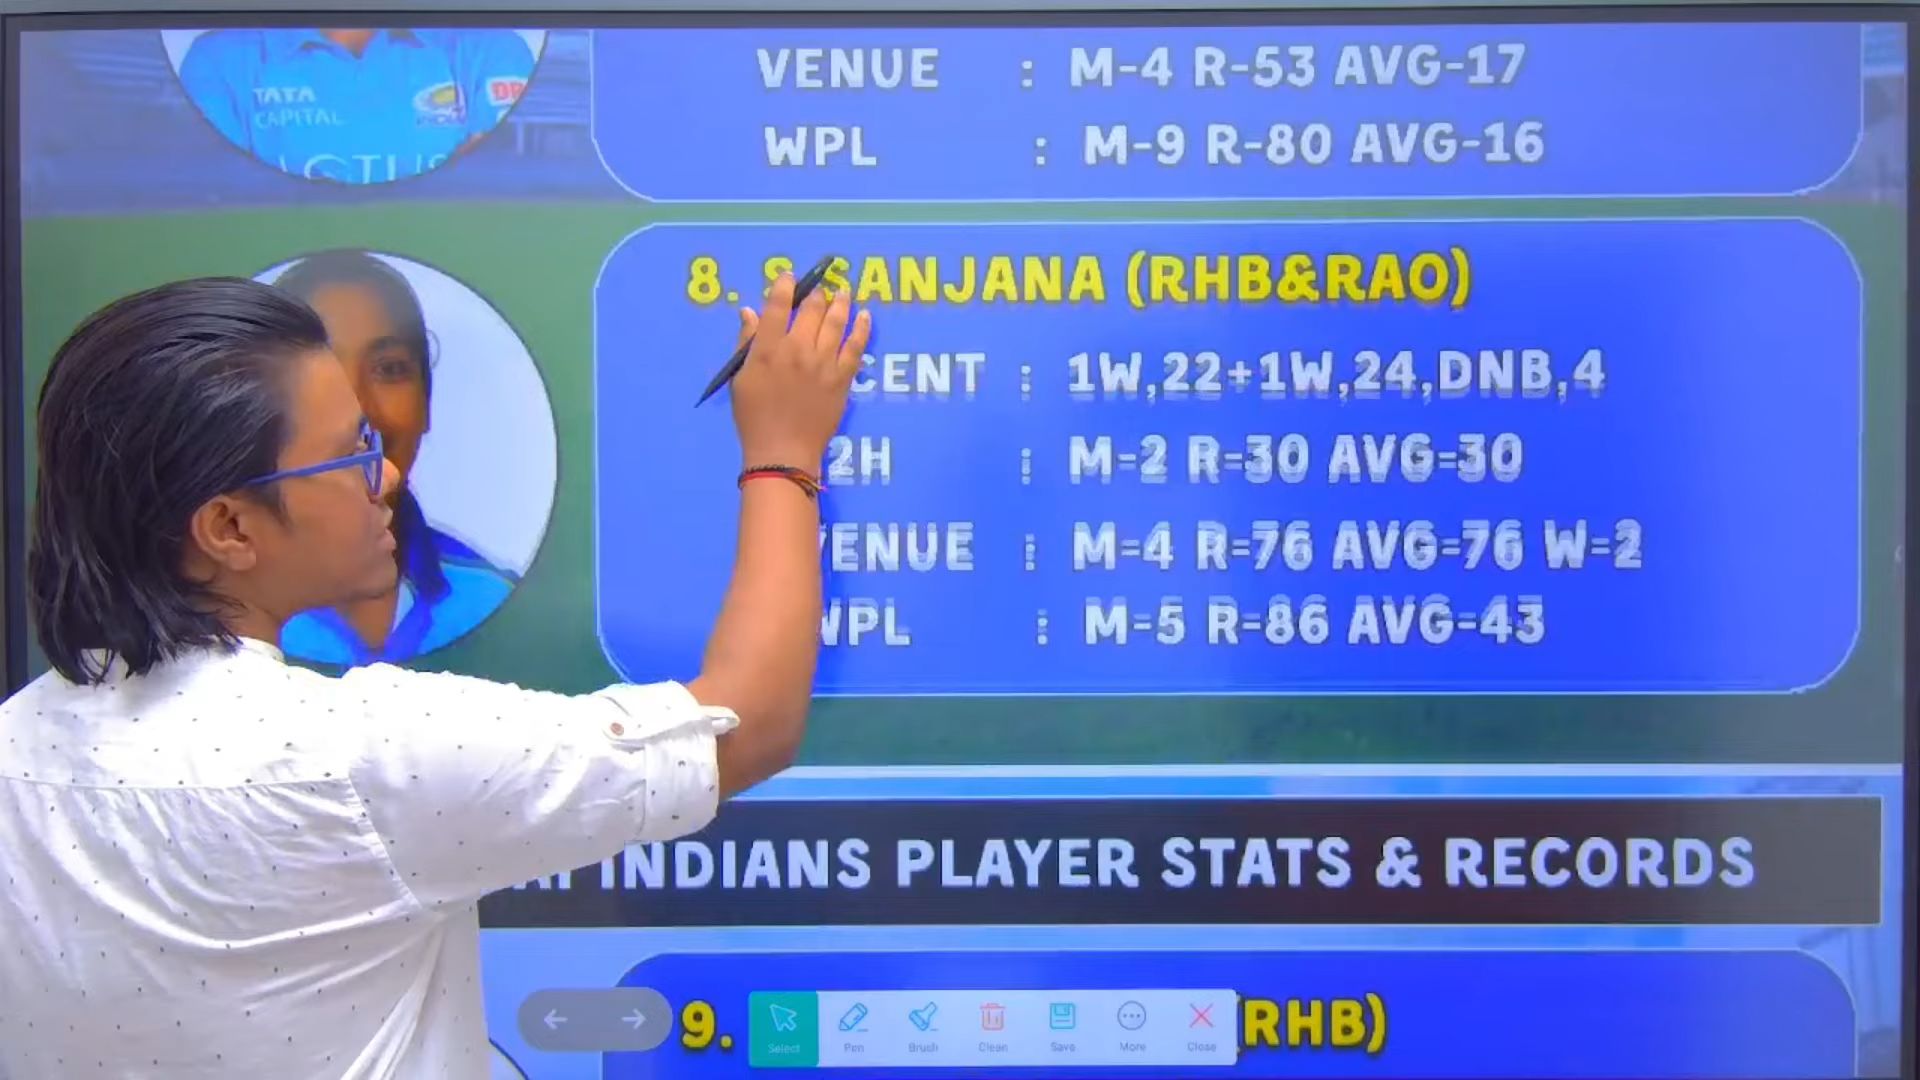 TATA
CAPITAL
VENUE : M-4 R-53 AVG-17
WPL : M-9 R-80 AVG-16
8. S SANJANA (RHB&RAO)
CENT : 1W,22+1W,24,DNB,4
2H : M=2 R=30 AVG=30
VENUE : M=4 R=76 AVG=76 W=2
WPL : M=5 R=86 AVG=43
INDIANS PLAYER STATS & RECORDS
9. (RHB)
Select Pen Brush Clean Save More Close